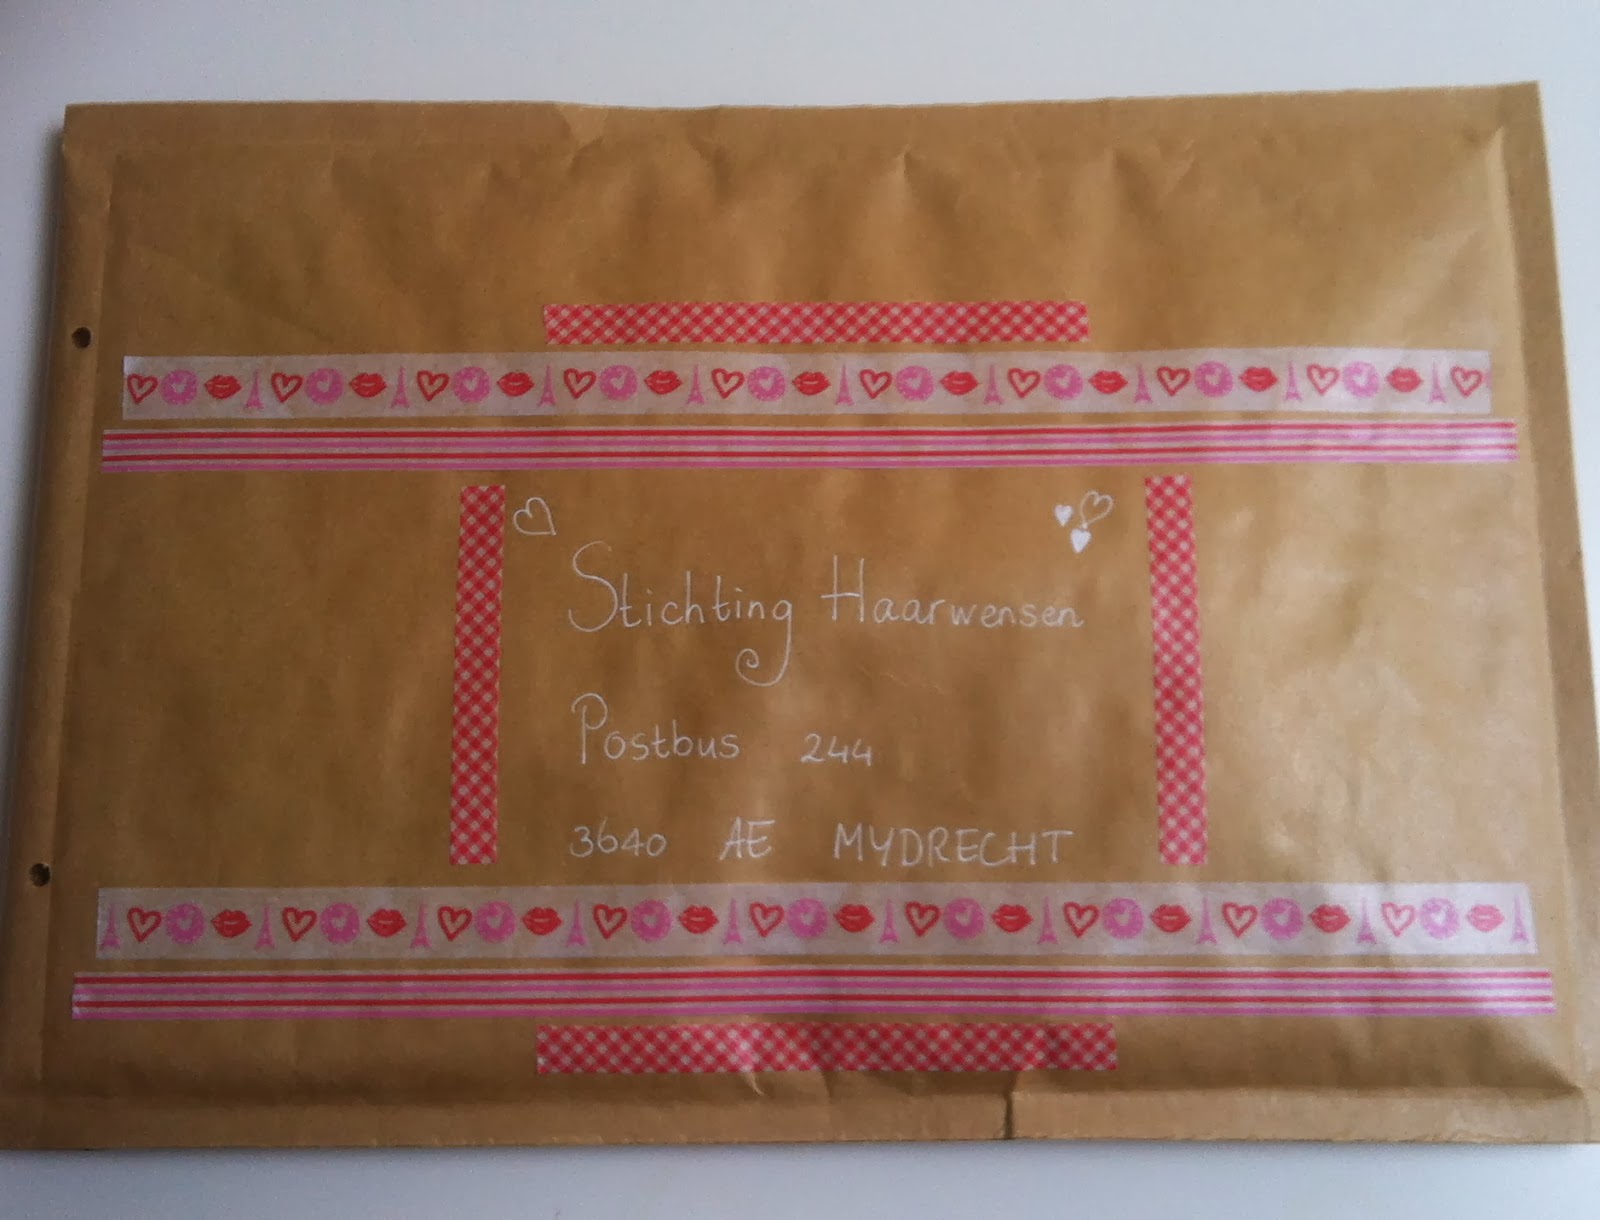 Stichting Haarwensen
Postbus 244
3640 AE MYDRECHT